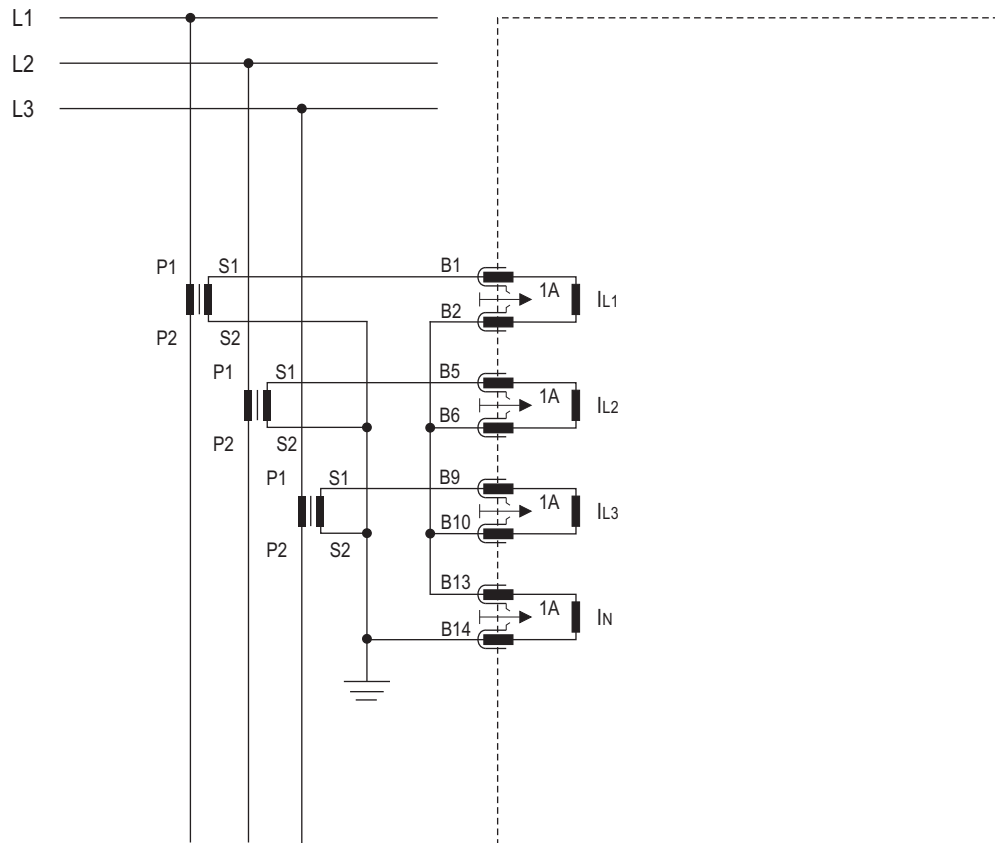 L1
L2
L3
P1 S1 B1 1A IL1
P2 S2 B2
P1 S1 B5 1A IL2
P2 S2 B6
P1 S1 B9 1A IL3
P2 S2 B10
B13 1A IN
B14